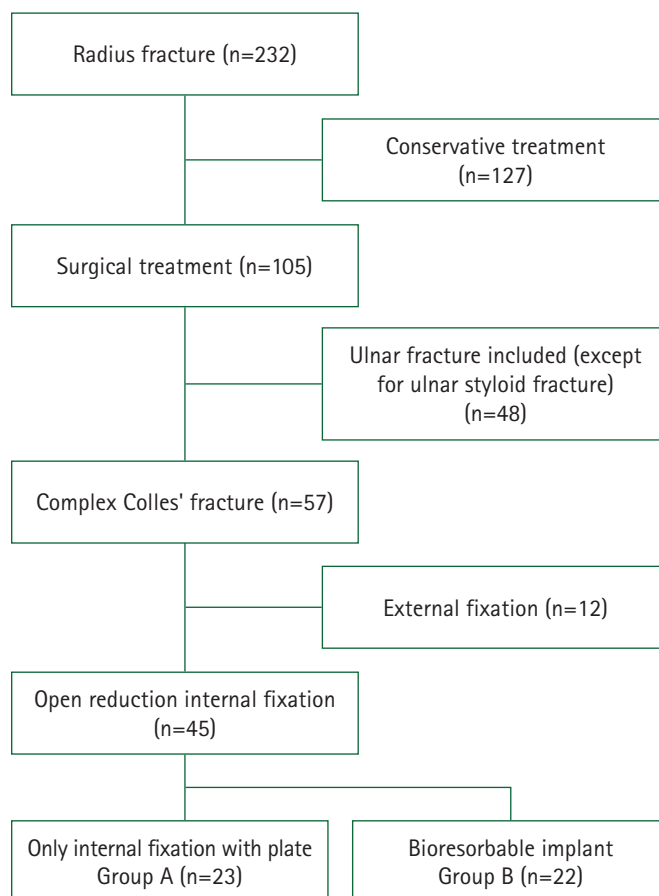 Radius fracture (n=232)
Conservative treatment
(n=127)
Surgical treatment (n=105)
Ulnar fracture included (except
for ulnar styloid fracture)
(n=48)
Complex Colles' fracture (n=57)
External fixation (n=12)
Open reduction internal fixation
(n=45)
Only internal fixation with plate
Group A (n=23)
Bioresorbable implant
Group B (n=22)